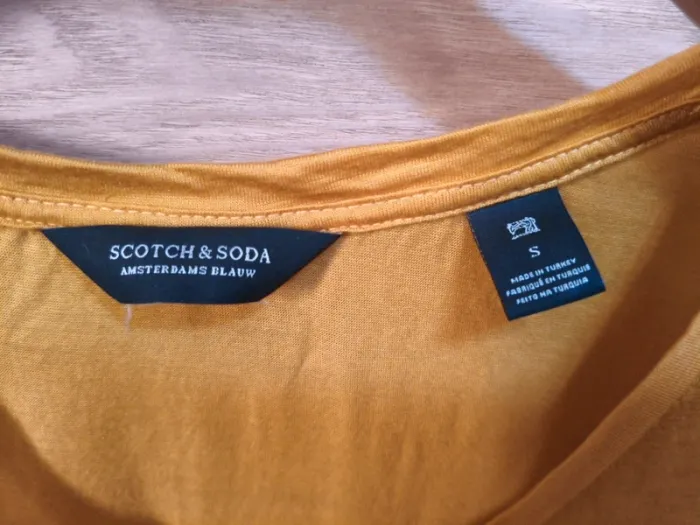 SCOTCH & SODA
AMSTERDAMS BLAUW
S
MADE IN TURKEY
FABRIQUÉ EN TURQUIE
FEITO NA TURQUIA